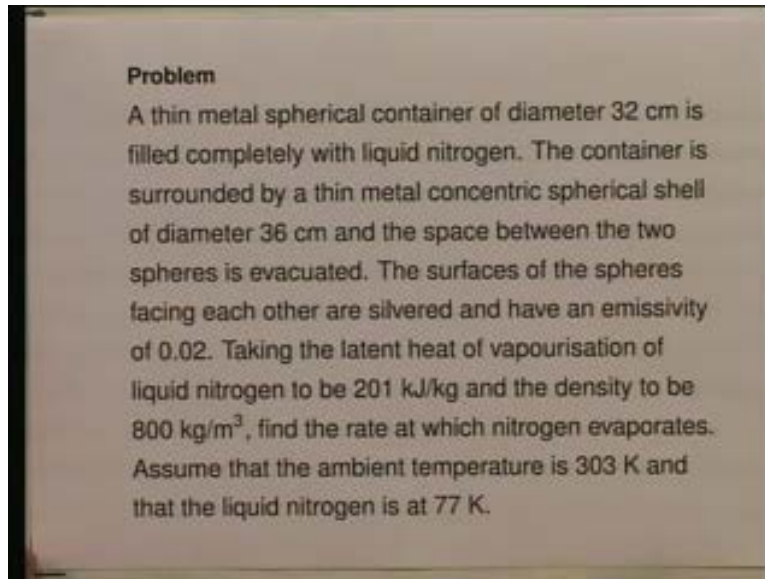 Problem
A thin metal spherical container of diameter 32 cm is
filled completely with liquid nitrogen. The container is
surrounded by a thin metal concentric spherical shell
of diameter 36 cm and the space between the two
spheres is evacuated. The surfaces of the spheres
facing each other are silvered and have an emissivity
of 0.02. Taking the latent heat of vapourisation of
liquid nitrogen to be 201 kJ/kg and the density to be
800 kg/m³, find the rate at which nitrogen evaporates.
Assume that the ambient temperature is 303 K and
that the liquid nitrogen is at 77 K.